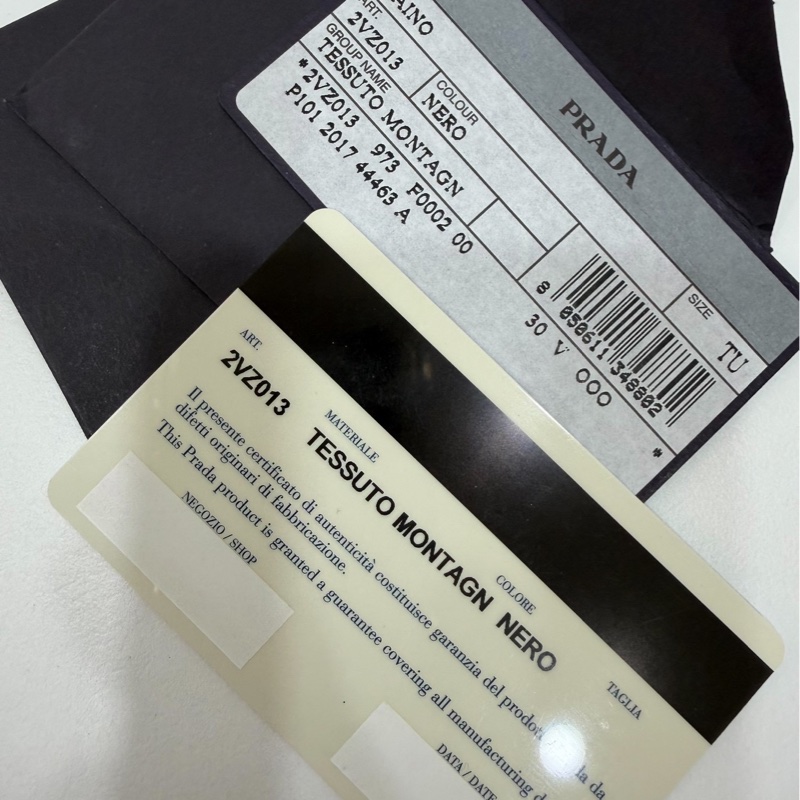 PRADA
AINO
ART.
2VZ013
COLOUR
NERO
GROUP NAME
TESSUTO MONTAGN
*2VZ013 973 F0002 00
P101 2017 44463 A
SIZE
TU
8 050611 348802
30 V 000
*
ART.
2VZ013
MATERIALE
TESSUTO MONTAGN
COLORE
NERO
TAGLIA
Il presente certificato di autenticità costituisce garanzia del prodotto da da
difetti originari di fabbricazione.
This Prada product is granted a guarantee covering all manufacturing
NEGOZIO / SHOP
DATA / DATE